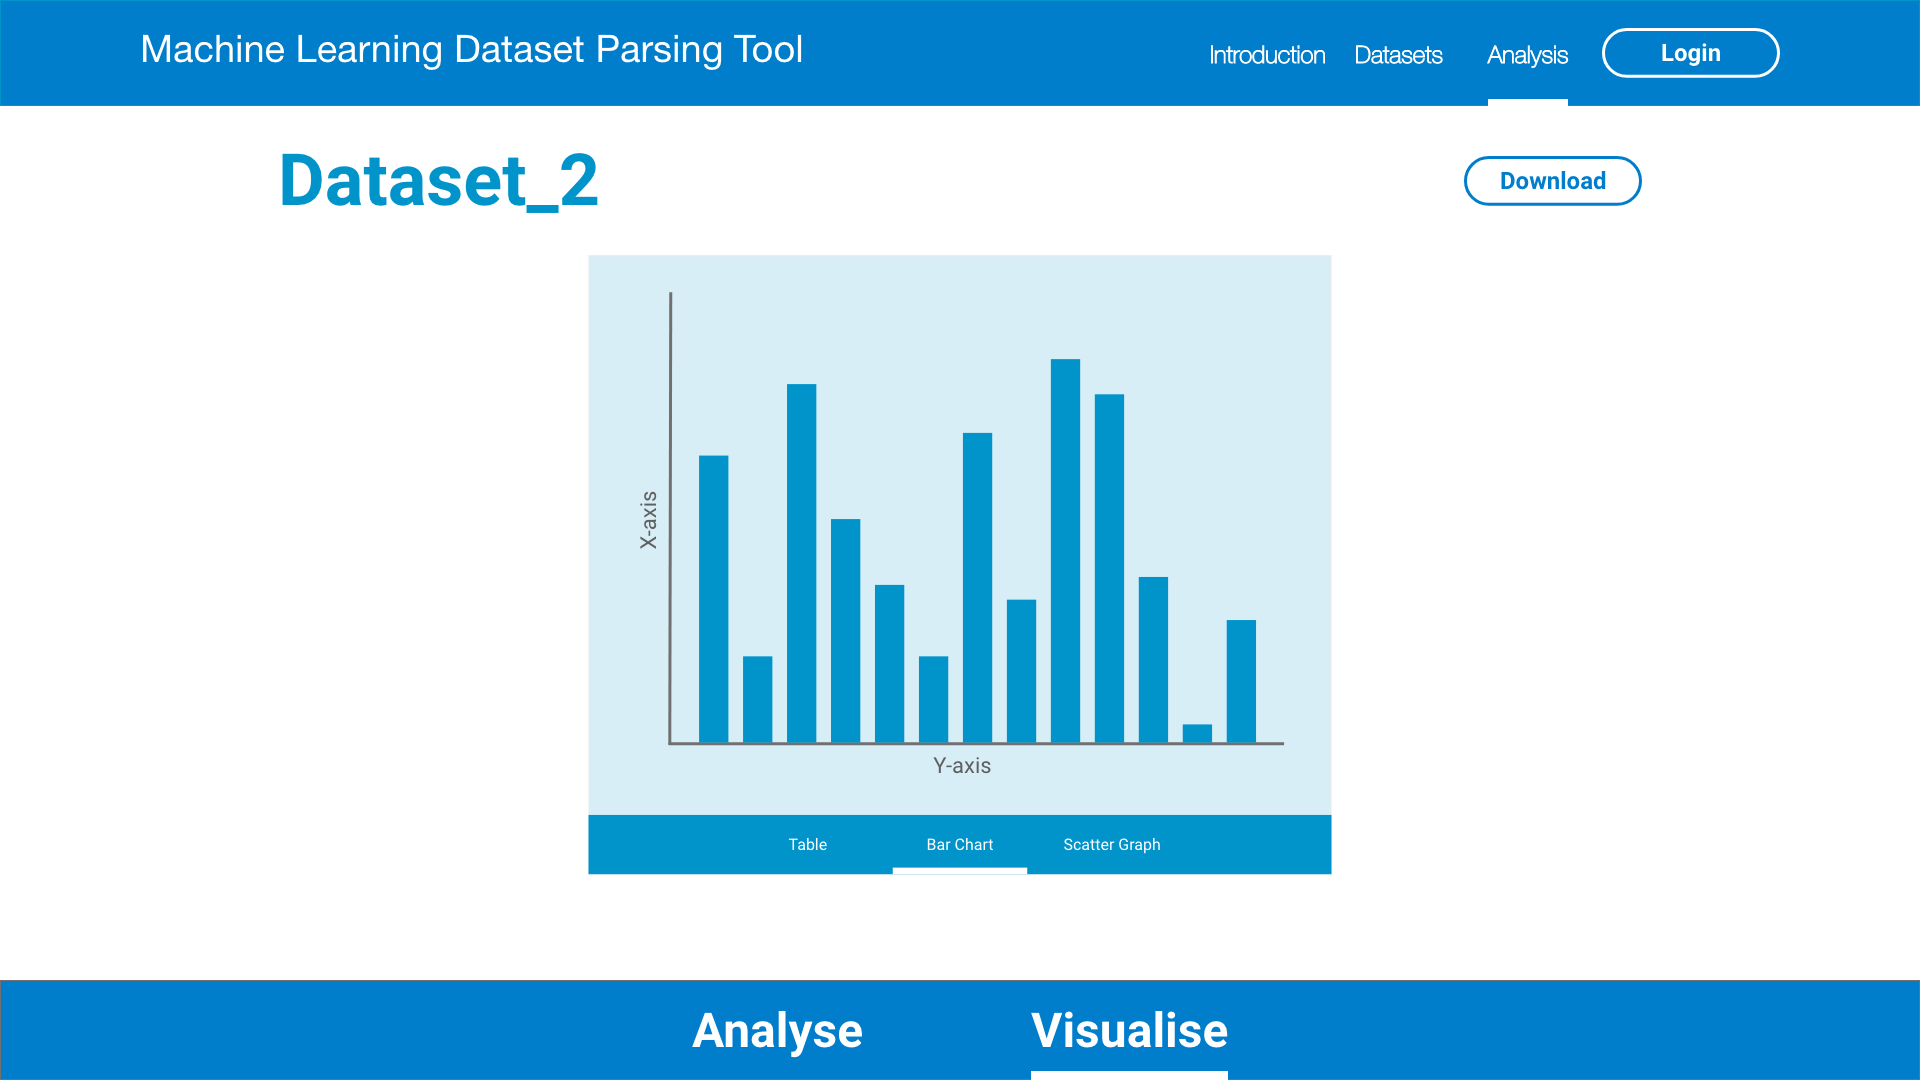 Machine Learning Dataset Parsing Tool
Introduction Datasets Analysis Login
Dataset_2
Download
X-axis
Y-axis
Table Bar Chart Scatter Graph
Analyse Visualise